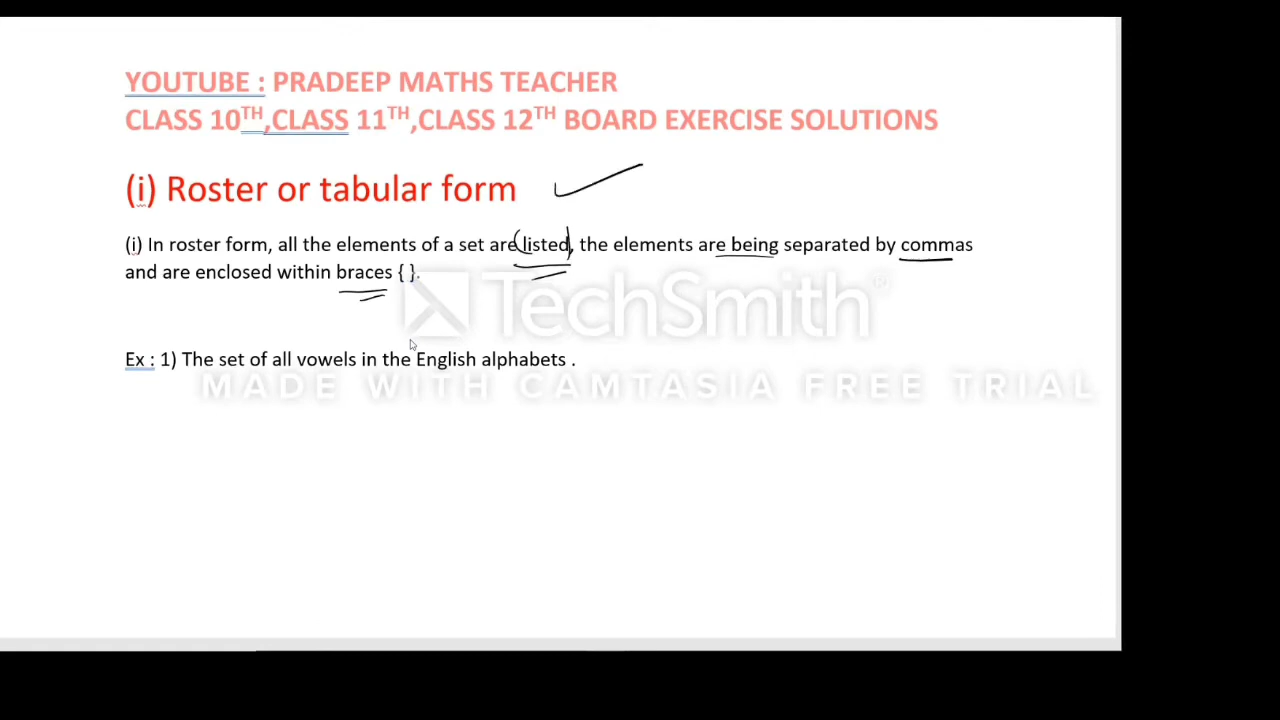 YOUTUBE : PRADEEP MATHS TEACHER
CLASS 10TH,CLASS 11TH,CLASS 12TH BOARD EXERCISE SOLUTIONS
(i) Roster or tabular form
(i) In roster form, all the elements of a set are listed, the elements are being separated by commas
and are enclosed within braces { }.
TechSmith®
Ex : 1) The set of all vowels in the English alphabets .
MADE WITH CAMTASIA FREE TRIAL